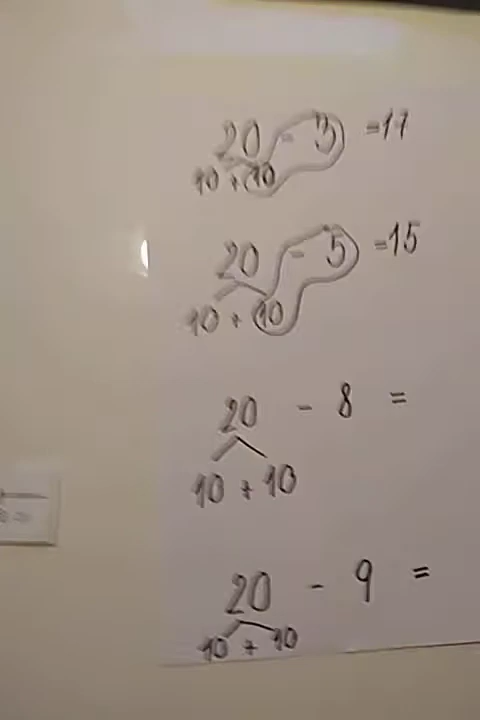 20 - 3 =17
10 + 10
20 - 5 =15
10 + 10
20 - 8 =
10 + 10
20 - 9 =
10 + 10